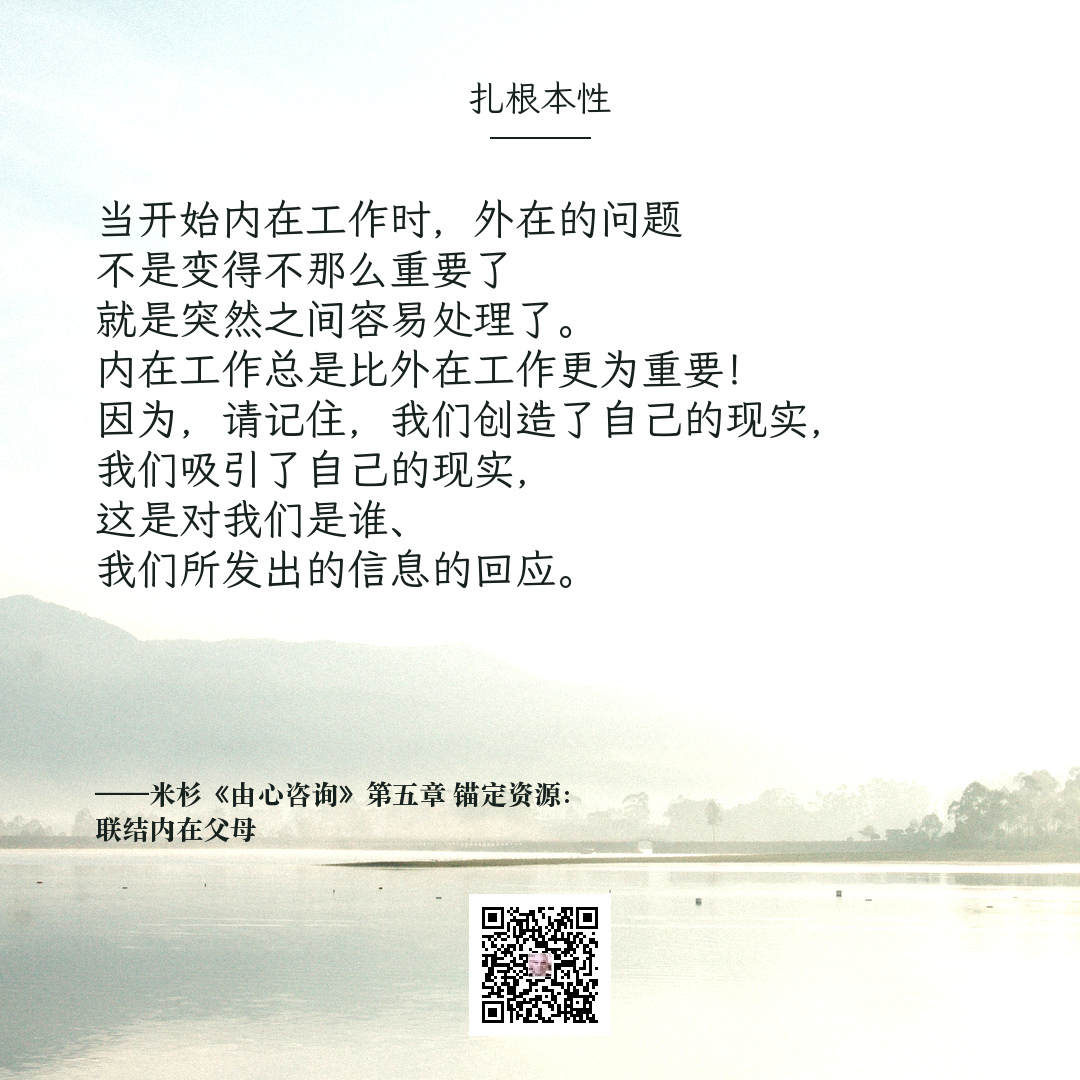 扎根本性
当开始内在工作时，外在的问题
不是变得不那么重要了
就是突然之间容易处理了。
内在工作总是比外在工作更为重要！
因为，请记住，我们创造了自己的现实，
我们吸引了自己的现实，
这是对我们是谁、
我们所发出的信息的回应。
——米杉《由心咨询》第五章 锚定资源：
联结内在父母